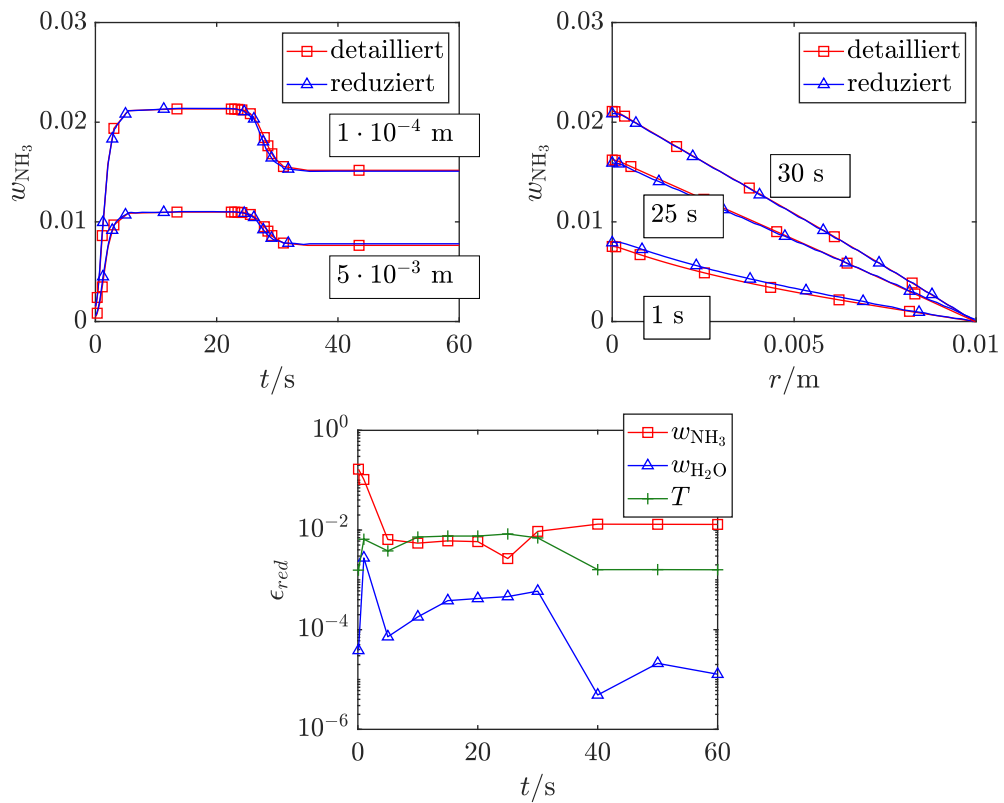 detailliert
reduziert
1 · 10⁻⁴ m
5 · 10⁻³ m
w_NH₃
0.03
0.02
0.01
0
0
20
40
60
t/s
detailliert
reduziert
30 s
25 s
1 s
w_NH₃
0.03
0.02
0.01
0
0
0.005
0.01
r/m
w_NH₃
w_H₂O
T
ϵ_red
10⁰
10⁻²
10⁻⁴
10⁻⁶
0
20
40
60
t/s